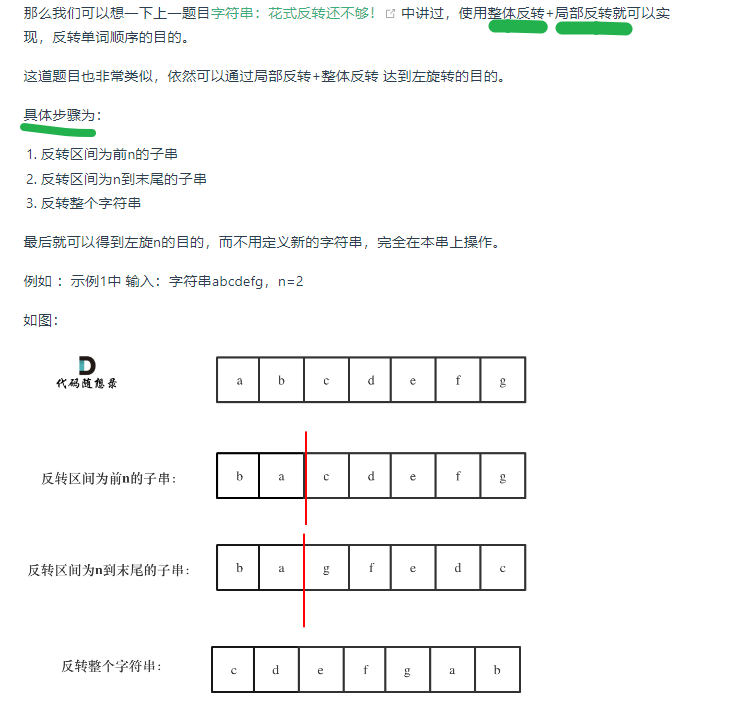 那么我们可以想一下上一题目字符串：花式反转还不够！中讲过，使用整体反转+局部反转就可以实
现，反转单词顺序的目的。
这道题目也非常类似，依然可以通过局部反转+整体反转 达到左旋转的目的。
具体步骤为：
1. 反转区间为前n的子串
2. 反转区间为n到末尾的子串
3. 反转整个字符串
最后就可以得到左旋n的目的，而不用定义新的字符串，完全在本串上操作。
例如 ：示例1中 输入：字符串abcdefg，n=2
如图：
代码随想录
a b c d e f g
反转区间为前n的子串： b a c d e f g
反转区间为n到末尾的子串： b a g f e d c
反转整个字符串： c d e f g a b